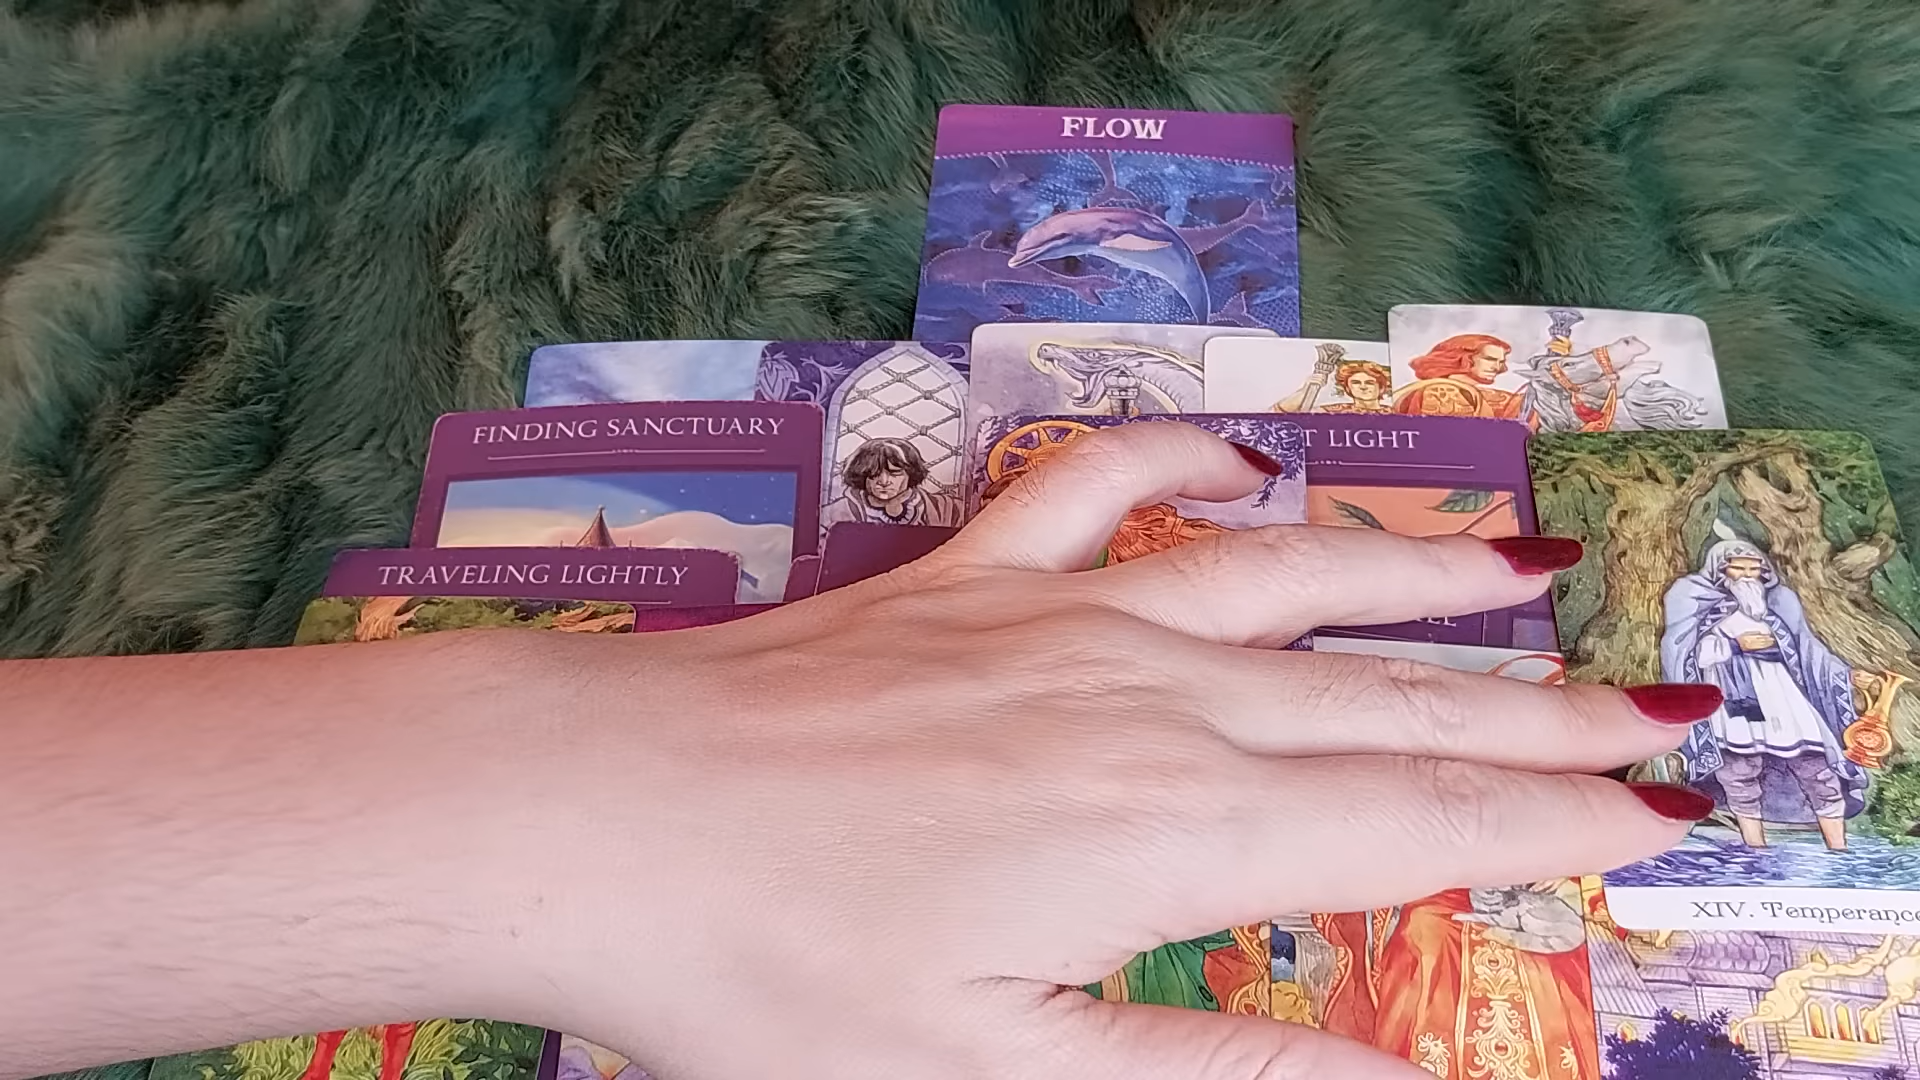 FLOW
FINDING SANCTUARY
T LIGHT
TRAVELING LIGHTLY
XIV. Temperance